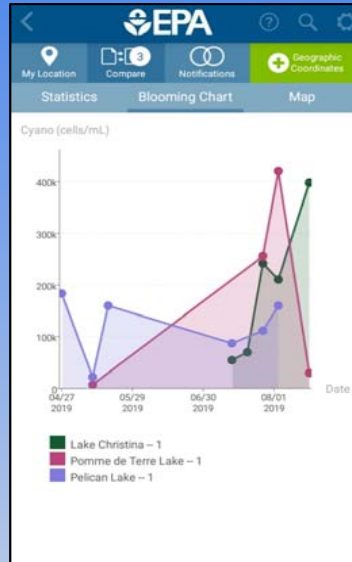 EPA
3
My Location
Compare
Notifications
Geographic
Coordinates
Statistics
Blooming Chart
Map
Cyano (cells/mL)
400k
300k
200k
100k
0
04/27
2019
05/29
2019
06/30
2019
08/01
2019
Date
Lake Christina -- 1
Pomme de Terre Lake -- 1
Pelican Lake -- 1